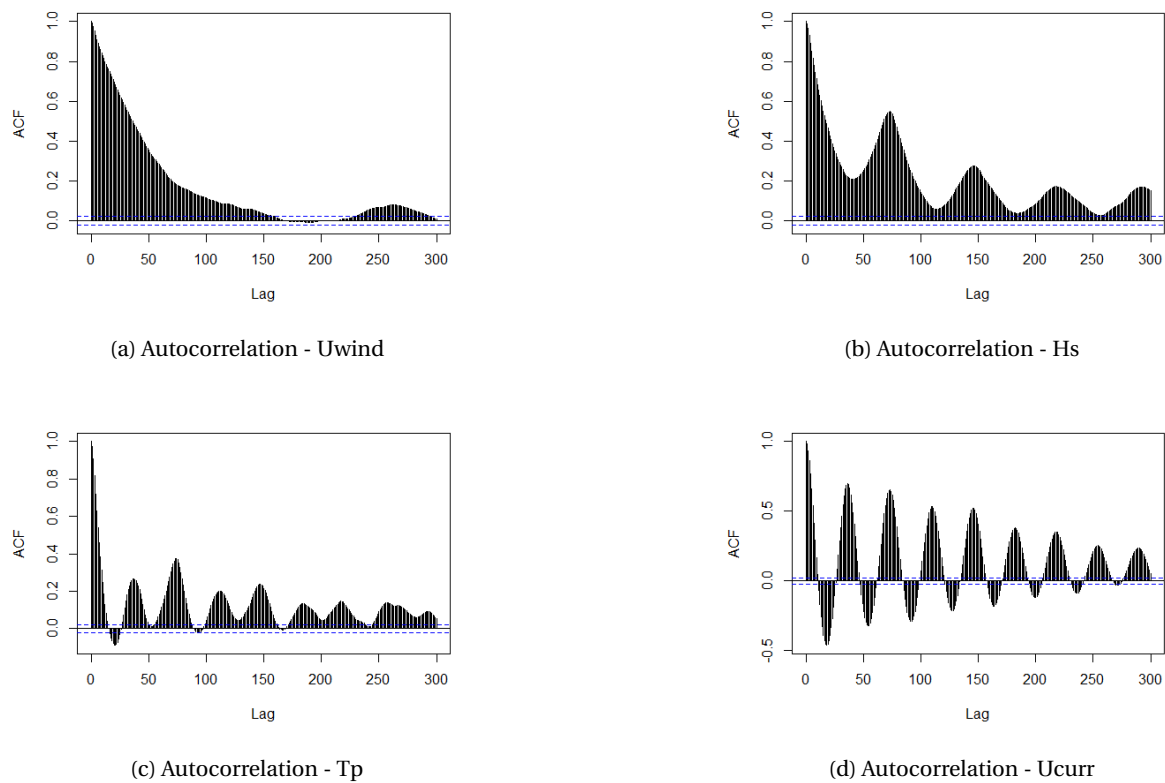 1.0
0.8
0.6
0.4
0.2
0.0
ACF
0 50 100 150 200 250 300
Lag
(a) Autocorrelation - Uwind
1.0
0.8
0.6
0.4
0.2
0.0
ACF
0 50 100 150 200 250 300
Lag
(b) Autocorrelation - Hs
1.0
0.8
0.6
0.4
0.2
0.0
ACF
0 50 100 150 200 250 300
Lag
(c) Autocorrelation - Tp
1.0
0.5
0.0
-0.5
ACF
0 50 100 150 200 250 300
Lag
(d) Autocorrelation - Ucurr